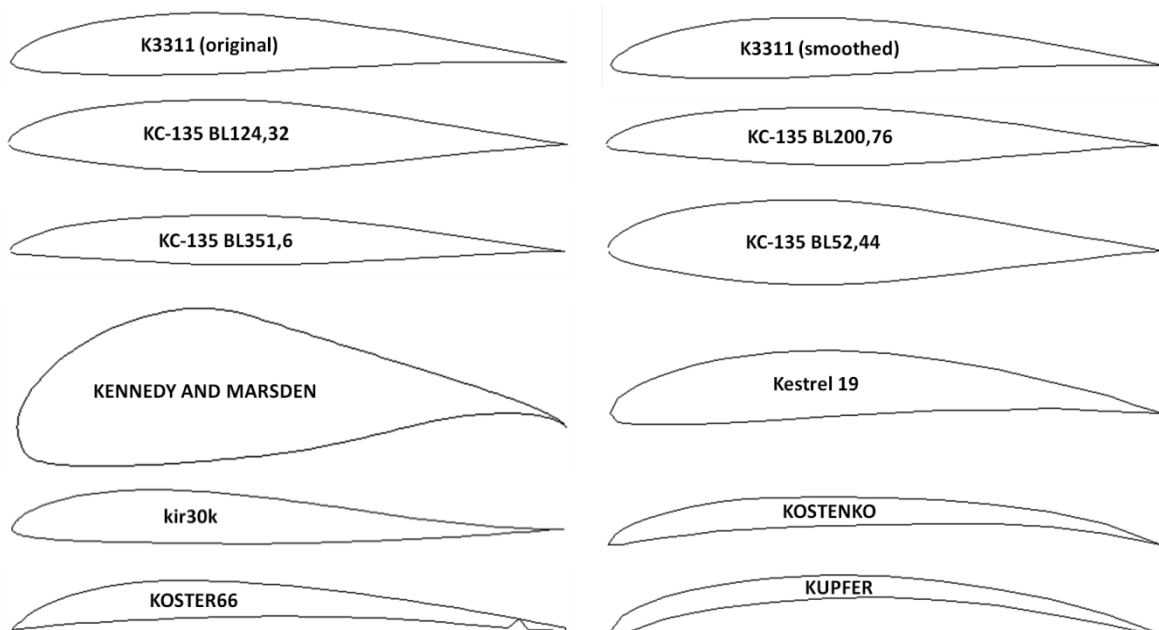 K3311 (original)
K3311 (smoothed)
KC-135 BL124,32
KC-135 BL200,76
KC-135 BL351,6
KC-135 BL52,44
KENNEDY AND MARSDEN
Kestrel 19
kir30k
KOSTENKO
KOSTER66
KUPFER